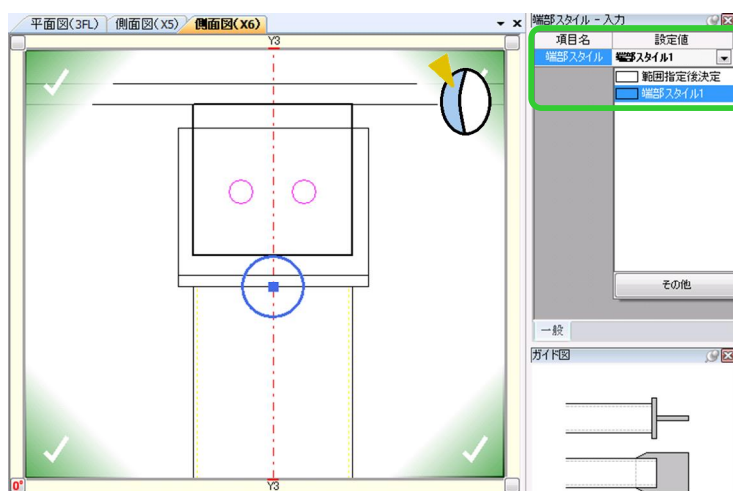 平面図(3FL)
側面図(X5)
側面図(X6)
Y3
0°
Y3
端部スタイル - 入力
項目名
設定値
端部スタイル
端部スタイル1
範囲指定後決定
端部スタイル1
その他
一般
ガイド図